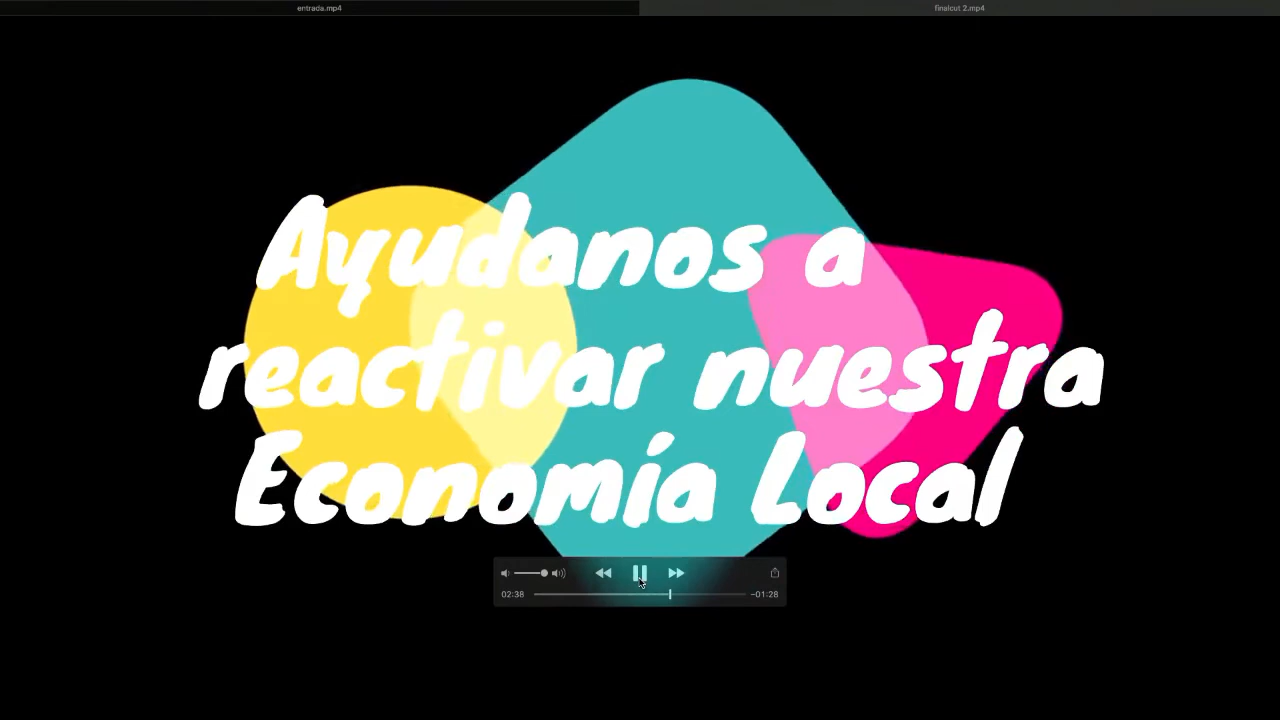 entrada.mp4
finalcut 2.mp4
Ayudanos a
reactivar nuestra
Economía Local
02:38
−01:28